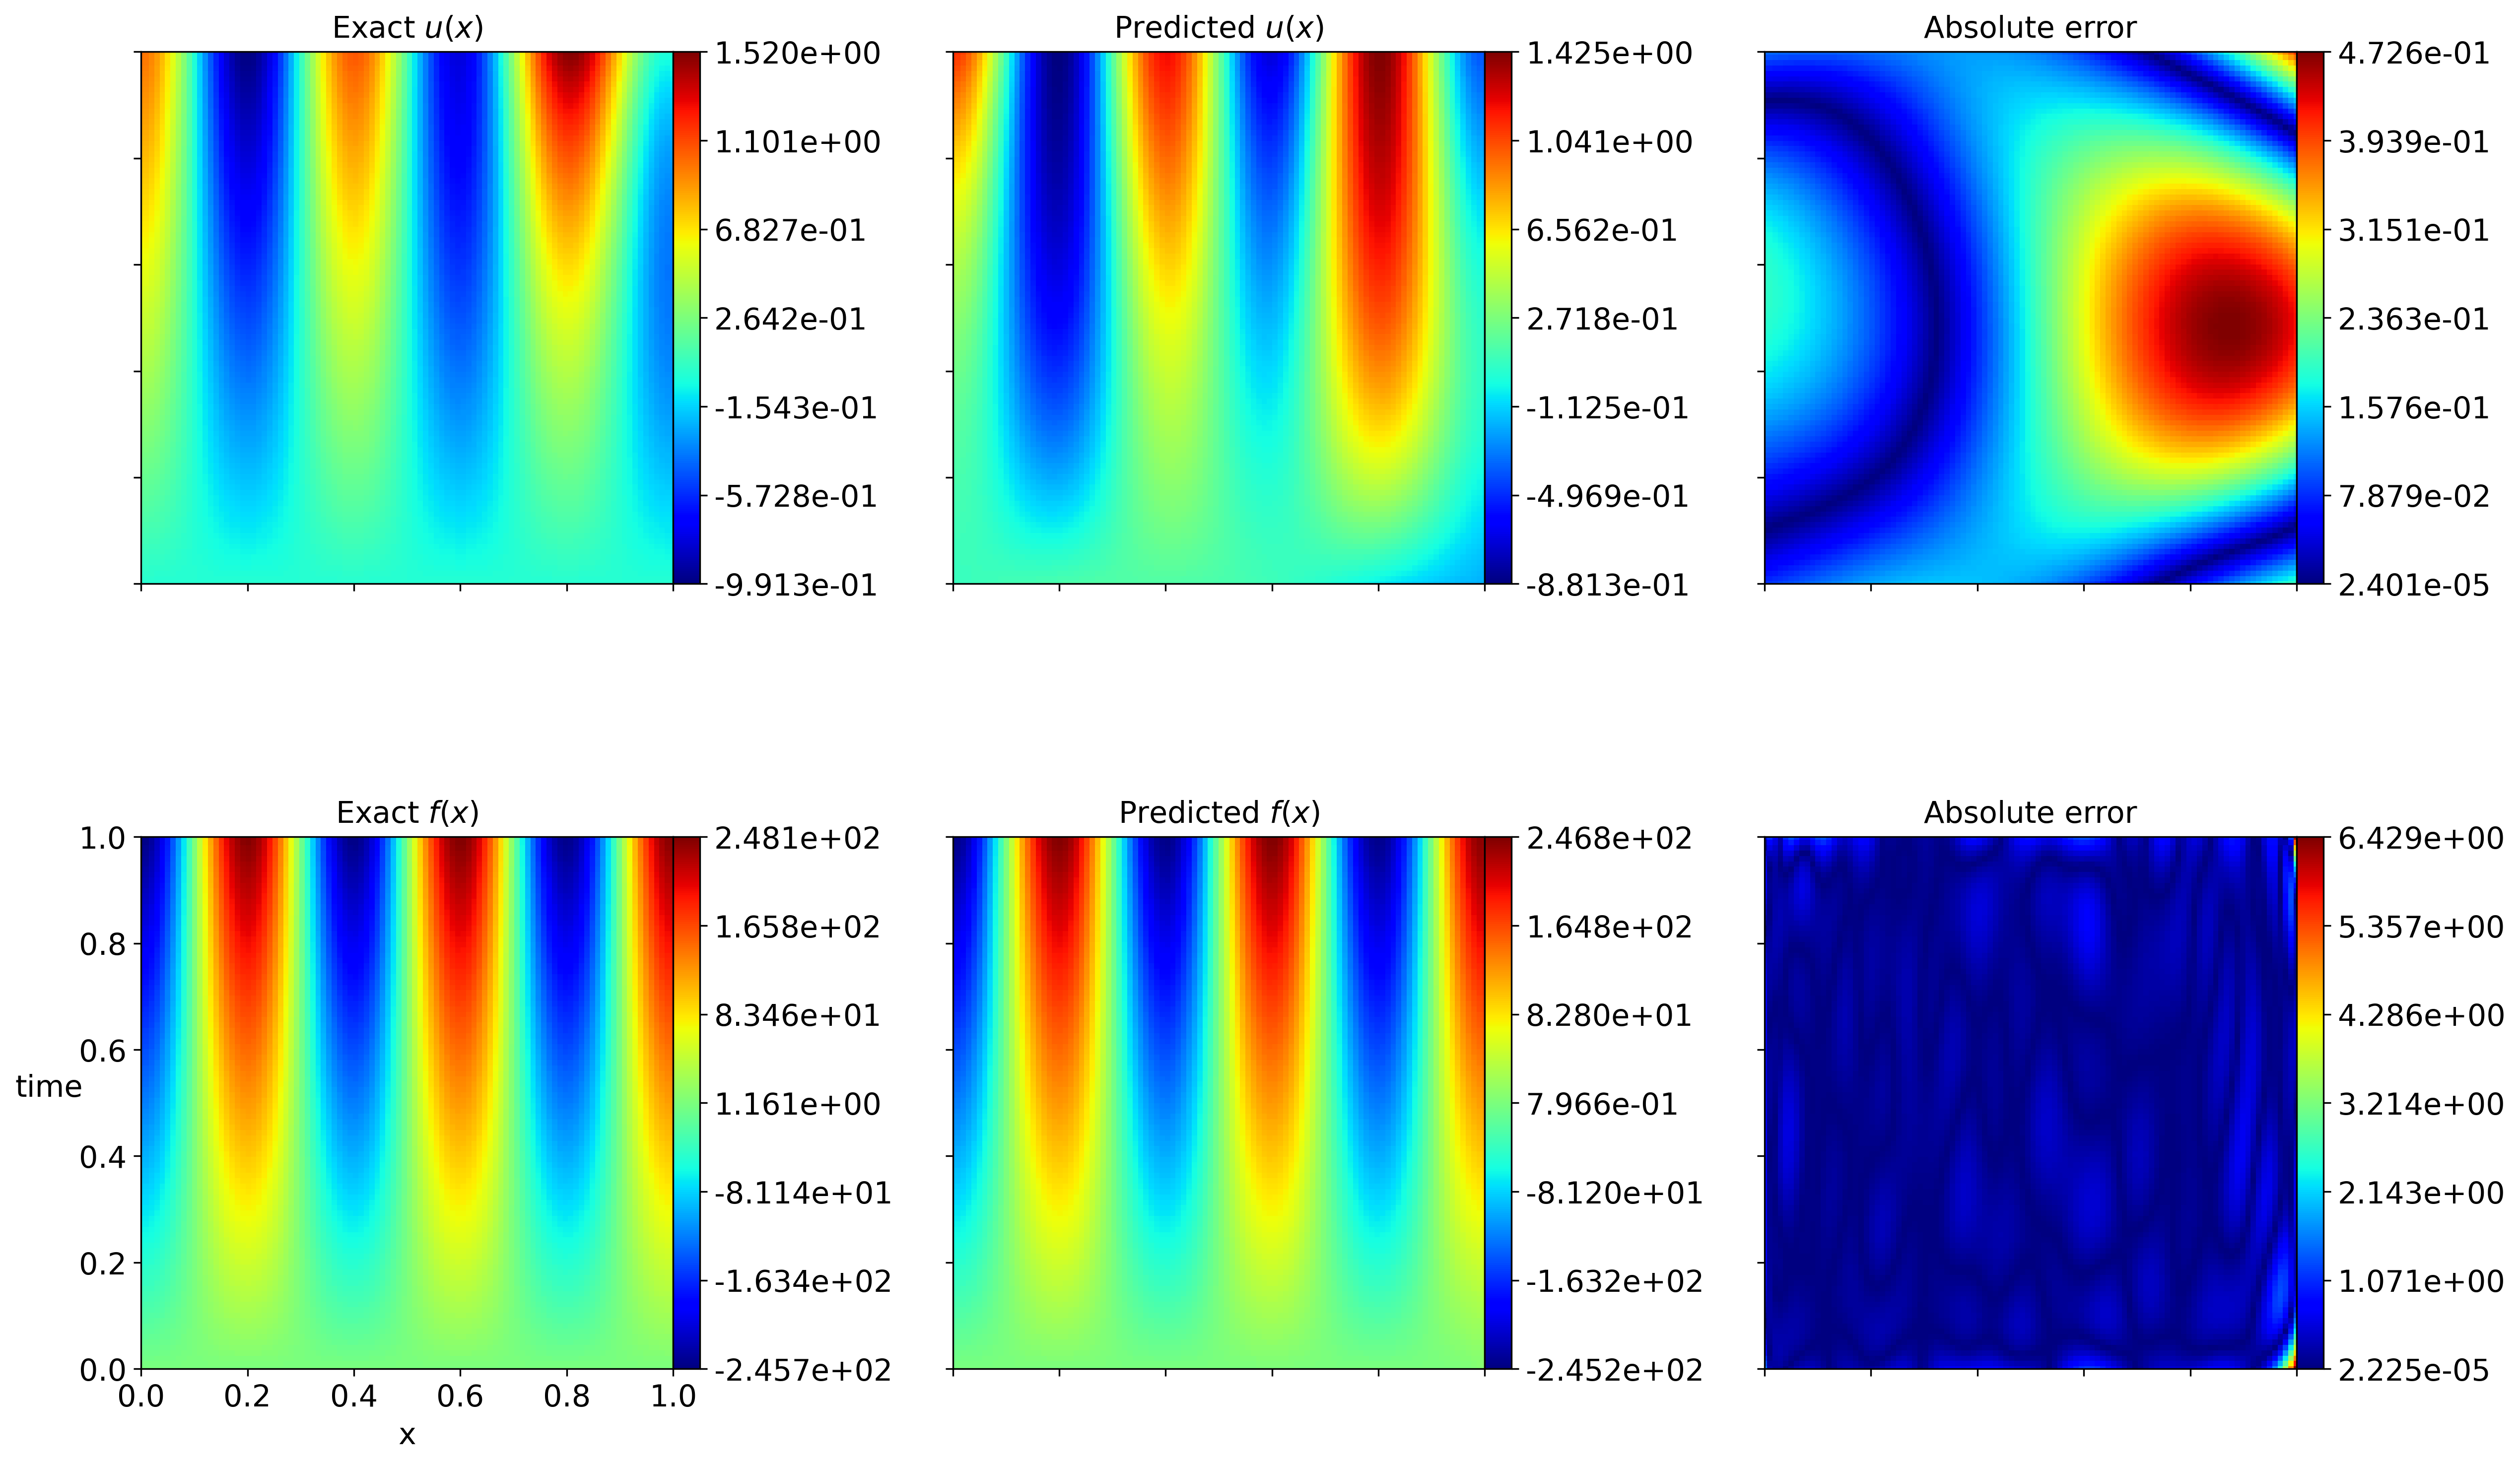 Exact u(x)
1.520e+00
1.101e+00
6.827e-01
2.642e-01
-1.543e-01
-5.728e-01
-9.913e-01
Predicted u(x)
1.425e+00
1.041e+00
6.562e-01
2.718e-01
-1.125e-01
-4.969e-01
-8.813e-01
Absolute error
4.726e-01
3.939e-01
3.151e-01
2.363e-01
1.576e-01
7.879e-02
2.401e-05
Exact f(x)
time
1.0
0.8
0.6
0.4
0.2
0.0
0.0 0.2 0.4 0.6 0.8 1.0
x
2.481e+02
1.658e+02
8.346e+01
1.161e+00
-8.114e+01
-1.634e+02
-2.457e+02
Predicted f(x)
2.468e+02
1.648e+02
8.280e+01
7.966e-01
-8.120e+01
-1.632e+02
-2.452e+02
Absolute error
6.429e+00
5.357e+00
4.286e+00
3.214e+00
2.143e+00
1.071e+00
2.225e-05